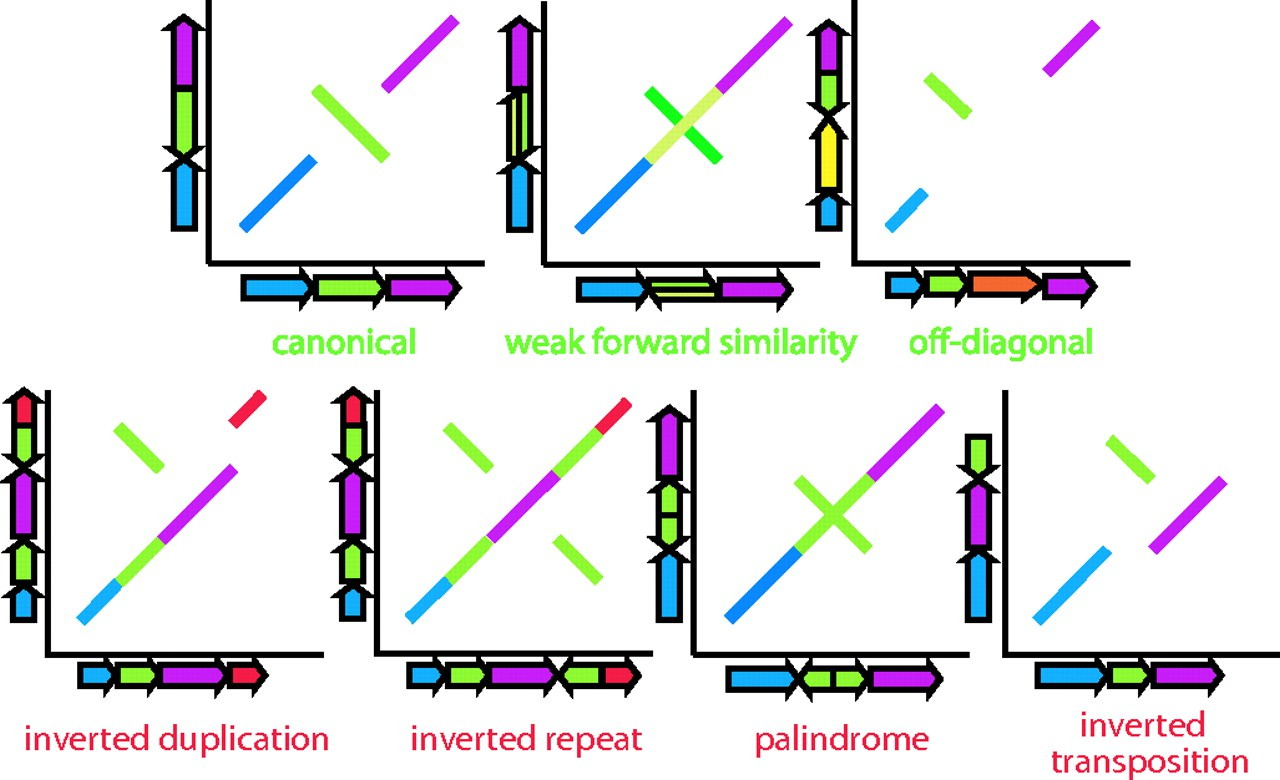 canonical
weak forward similarity
off-diagonal
inverted duplication
inverted repeat
palindrome
inverted
transposition